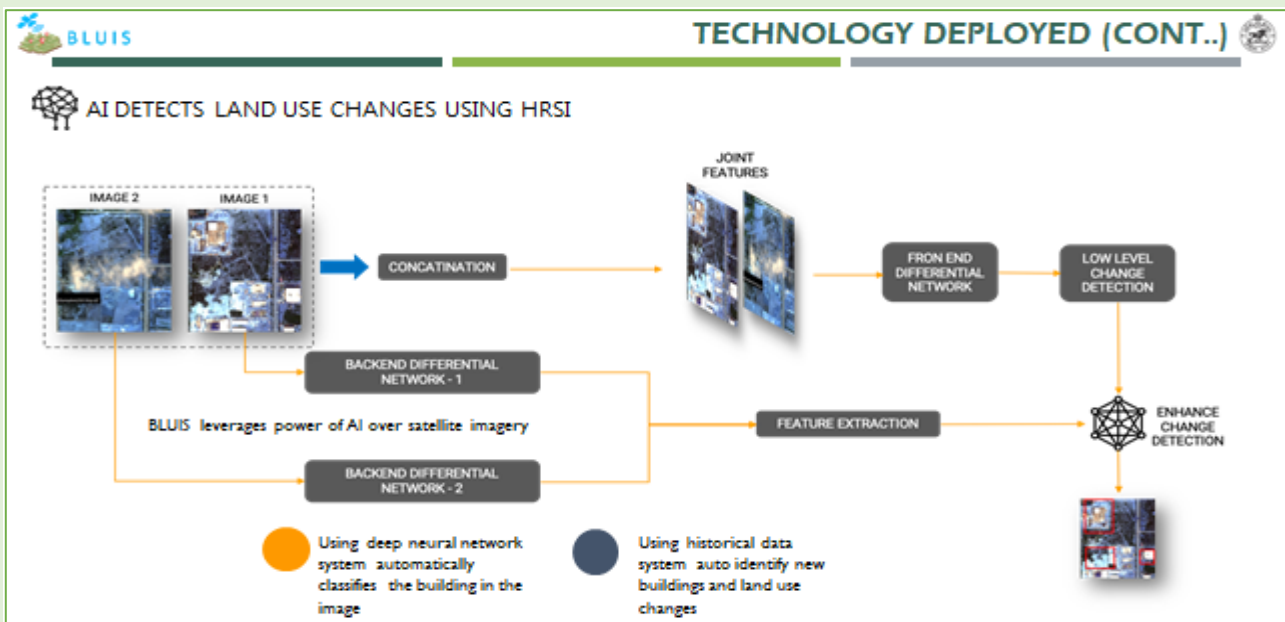 BLUIS
TECHNOLOGY DEPLOYED (CONT..)
AI DETECTS LAND USE CHANGES USING HRSI
IMAGE 2
IMAGE 1
CONCATINATION
JOINT
FEATURES
FRON END
DIFFERENTIAL
NETWORK
LOW LEVEL
CHANGE
DETECTION
BACKEND DIFFERENTIAL
NETWORK - 1
BLUIS leverages power of AI over satellite imagery
FEATURE EXTRACTION
ENHANCE
CHANGE
DETECTION
BACKEND DIFFERENTIAL
NETWORK - 2
Using deep neural network
system automatically
classifies the building in the
image
Using historical data
system auto identify new
buildings and land use
changes